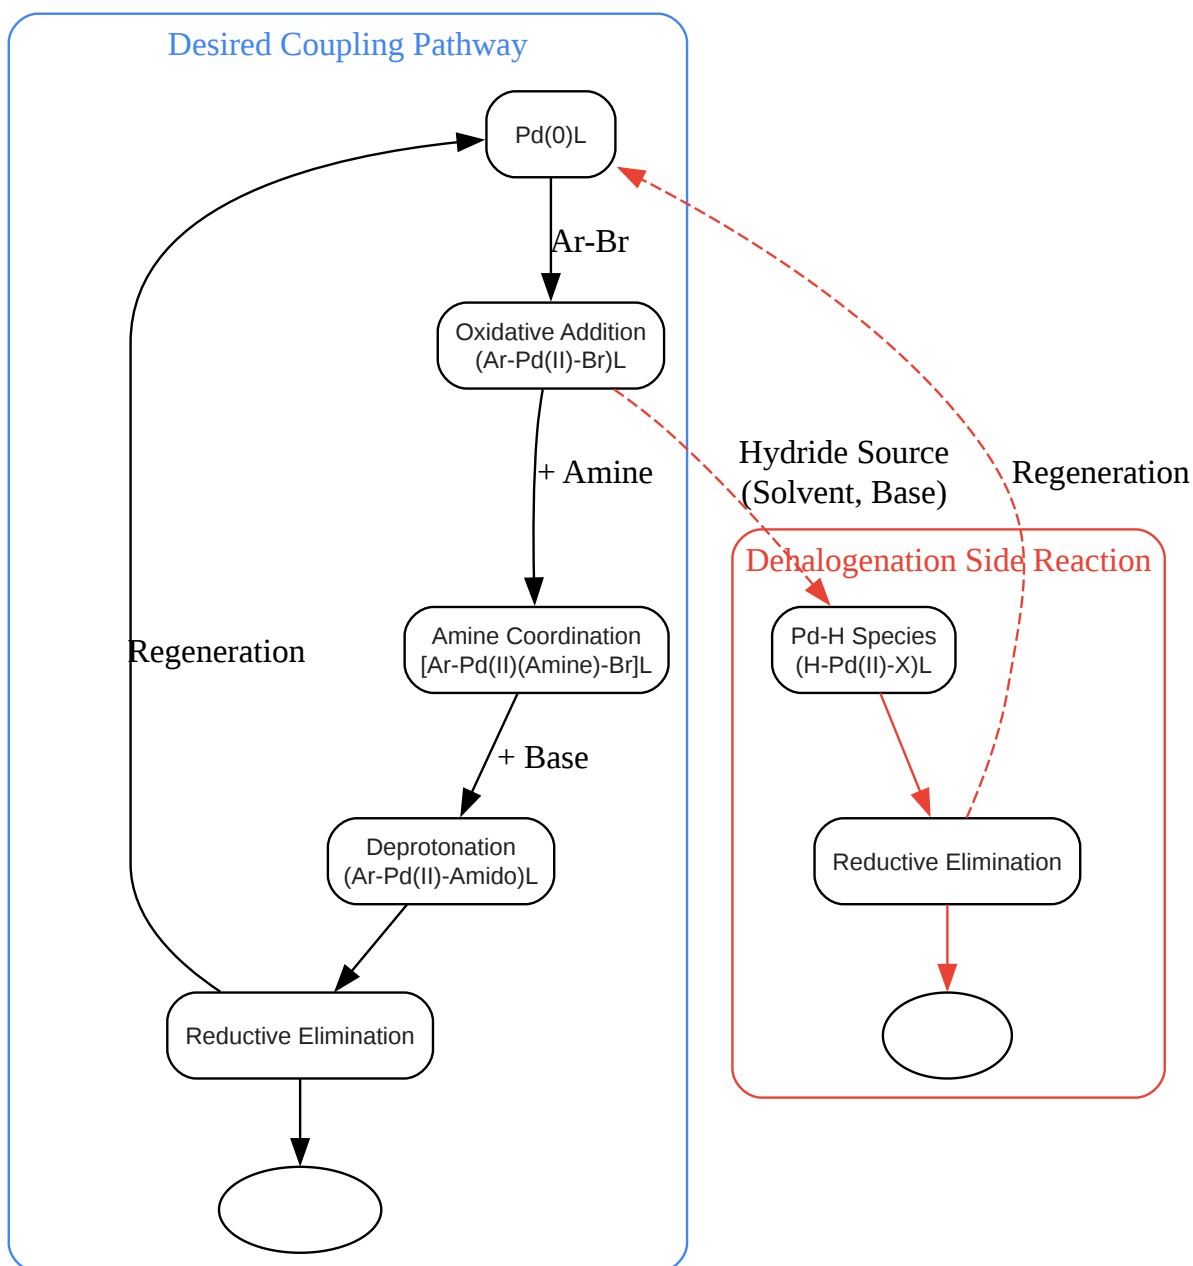 Desired Coupling Pathway
Pd(0)L
Ar-Br
Oxidative Addition
(Ar-Pd(II)-Br)L
+ Amine
Hydride Source
(Solvent, Base)
Regeneration
Dehalogenation Side Reaction
Amine Coordination
[Ar-Pd(II)(Amine)-Br]L
Pd-H Species
(H-Pd(II)-X)L
Regeneration
+ Base
Deprotonation
(Ar-Pd(II)-Amido)L
Reductive Elimination
Reductive Elimination